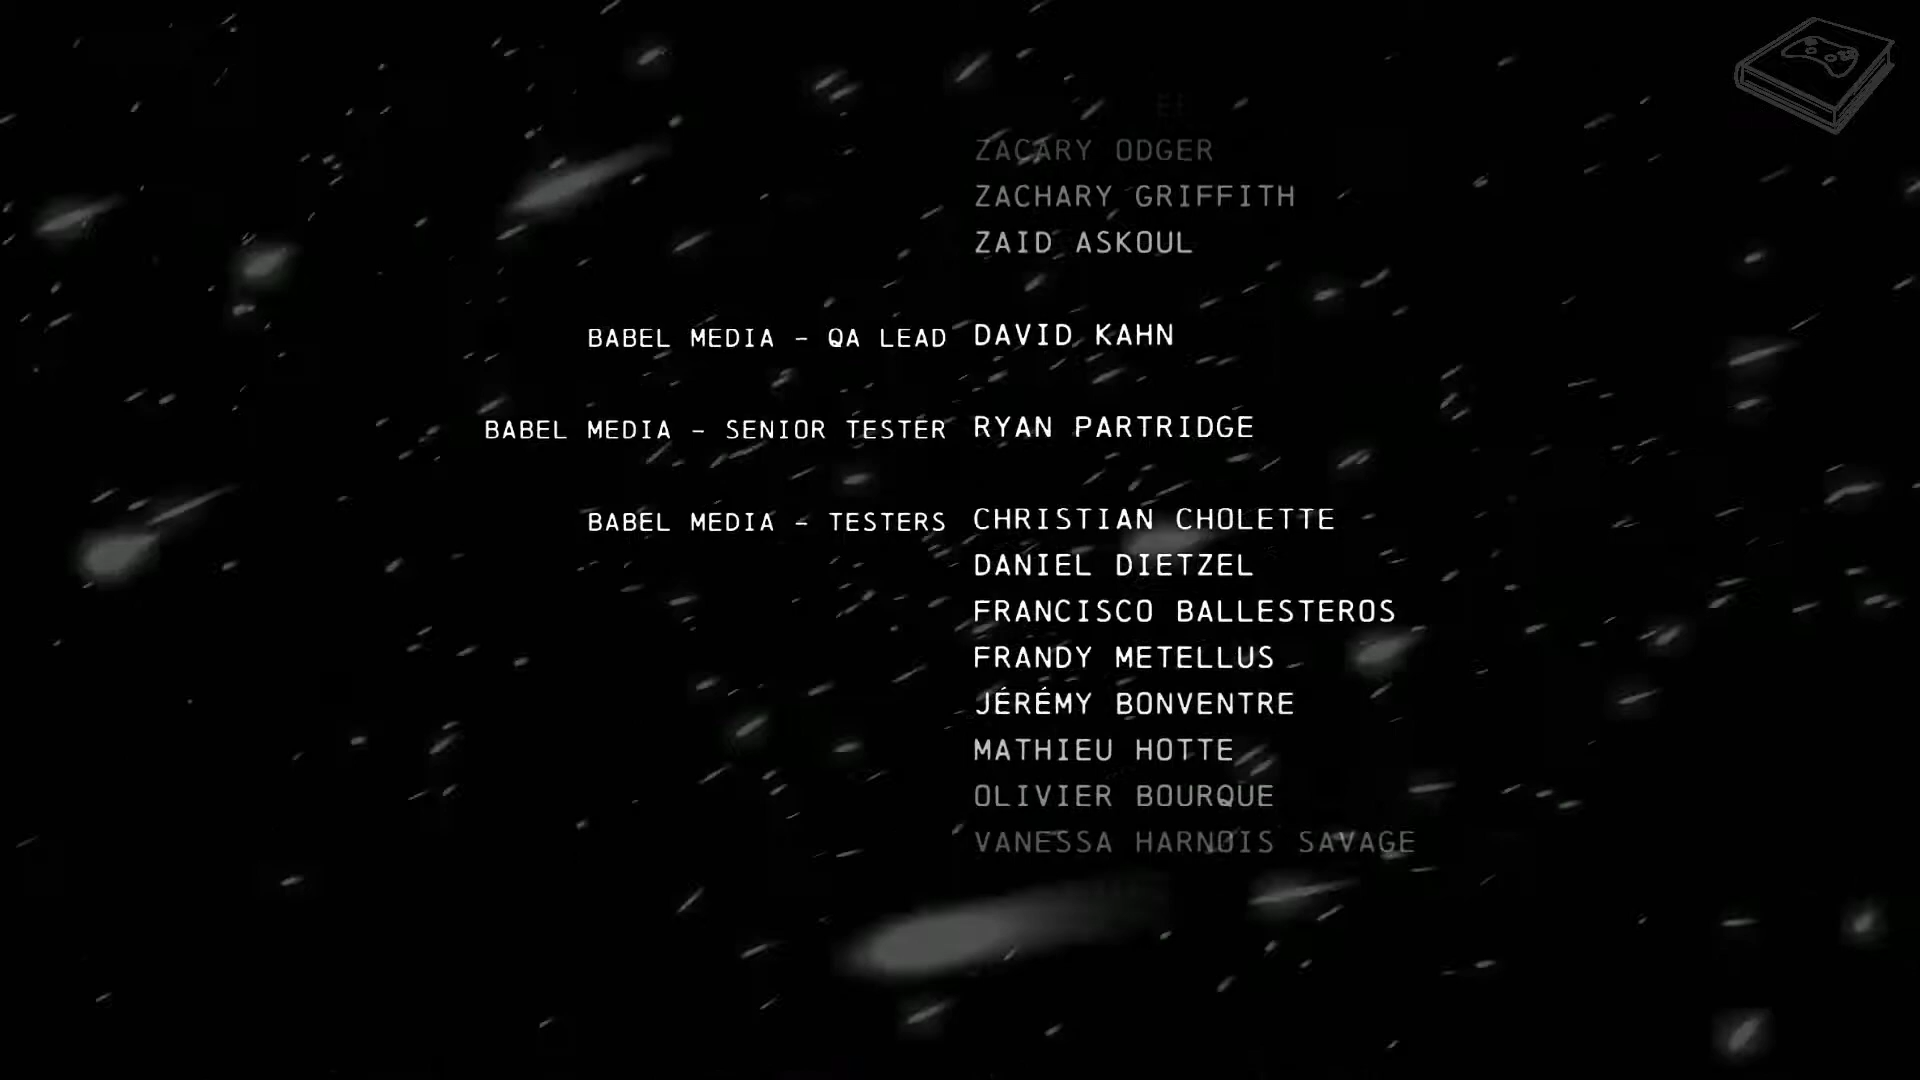 ZACARY ODGER
ZACHARY GRIFFITH
ZAID ASKOUL
BABEL MEDIA - QA LEAD DAVID KAHN
BABEL MEDIA - SENIOR TESTER RYAN PARTRIDGE
BABEL MEDIA - TESTERS CHRISTIAN CHOLETTE
DANIEL DIETZEL
FRANCISCO BALLESTEROS
FRANDY METELLUS
JÉRÉMY BONVENTRE
MATHIEU HOTTE
OLIVIER BOURQUE
VANESSA HARNOIS SAVAGE